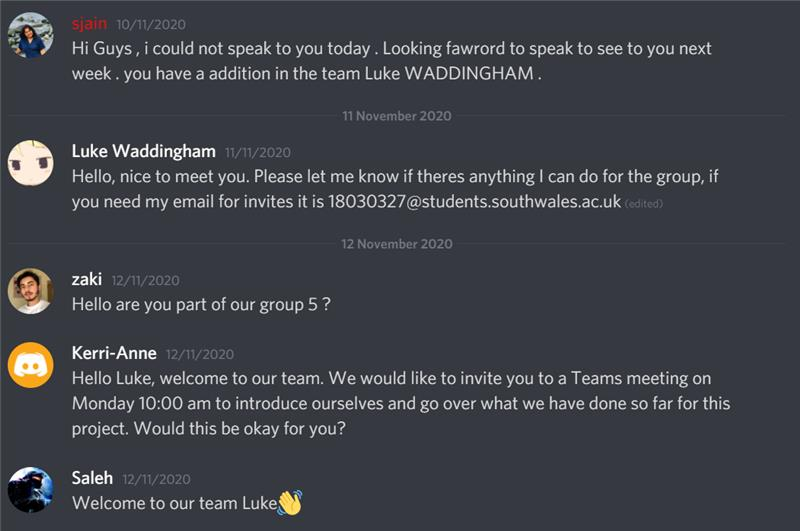 sjain 10/11/2020
Hi Guys , i could not speak to you today . Looking fawrord to speak to see to you next
week . you have a addition in the team Luke WADDINGHAM .
11 November 2020
Luke Waddingham 11/11/2020
Hello, nice to meet you. Please let me know if theres anything I can do for the group, if
you need my email for invites it is 18030327@students.southwales.ac.uk (edited)
12 November 2020
zaki 12/11/2020
Hello are you part of our group 5 ?
Kerri-Anne 12/11/2020
Hello Luke, welcome to our team. We would like to invite you to a Teams meeting on
Monday 10:00 am to introduce ourselves and go over what we have done so far for this
project. Would this be okay for you?
Saleh 12/11/2020
Welcome to our team Luke👋